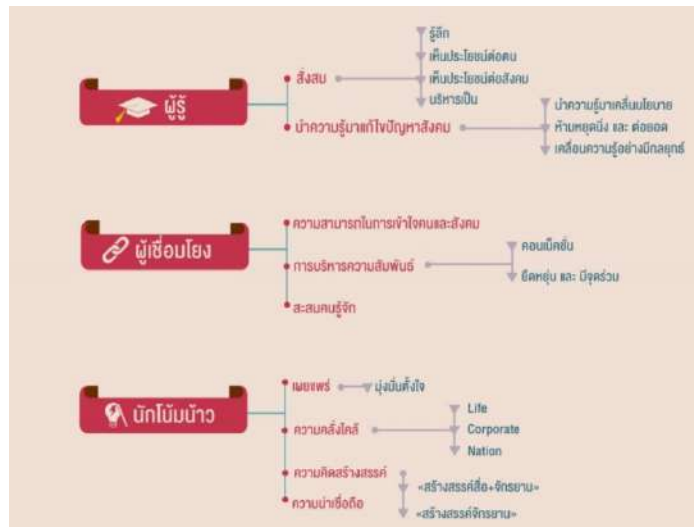 ผู้รู้
สั่งสม
รู้ลึก
เห็นประโยชน์ต่อตน
เห็นประโยชน์ต่อสังคม
บริหารเป็น
นำความรู้มาแก้ไขปัญหาสังคม
นำความรู้มาเคลื่อนโยบาย
ห้ามหยุดนิ่ง และ ต่อยอด
เคลื่อนความรู้อย่างมีกลยุทธ์
ผู้เชื่อมโยง
ความสามารถในการเข้าใจคนและสังคม
การบริหารความสัมพันธ์
คอนเน็คชั่น
ยืดหยุ่น และ มีจุดร่วม
สะสมคนรู้จัก
นักโน้มน้าว
เผยแพร่
มุ่งมั่นตั้งใจ
ความคลั่งไคล้
Life
Corporate
Nation
ความคิดสร้างสรรค์
«สร้างสรรค์สื่อ+จักรยาน»
«สร้างสรรค์จักรยาน»
ความน่าเชื่อถือ